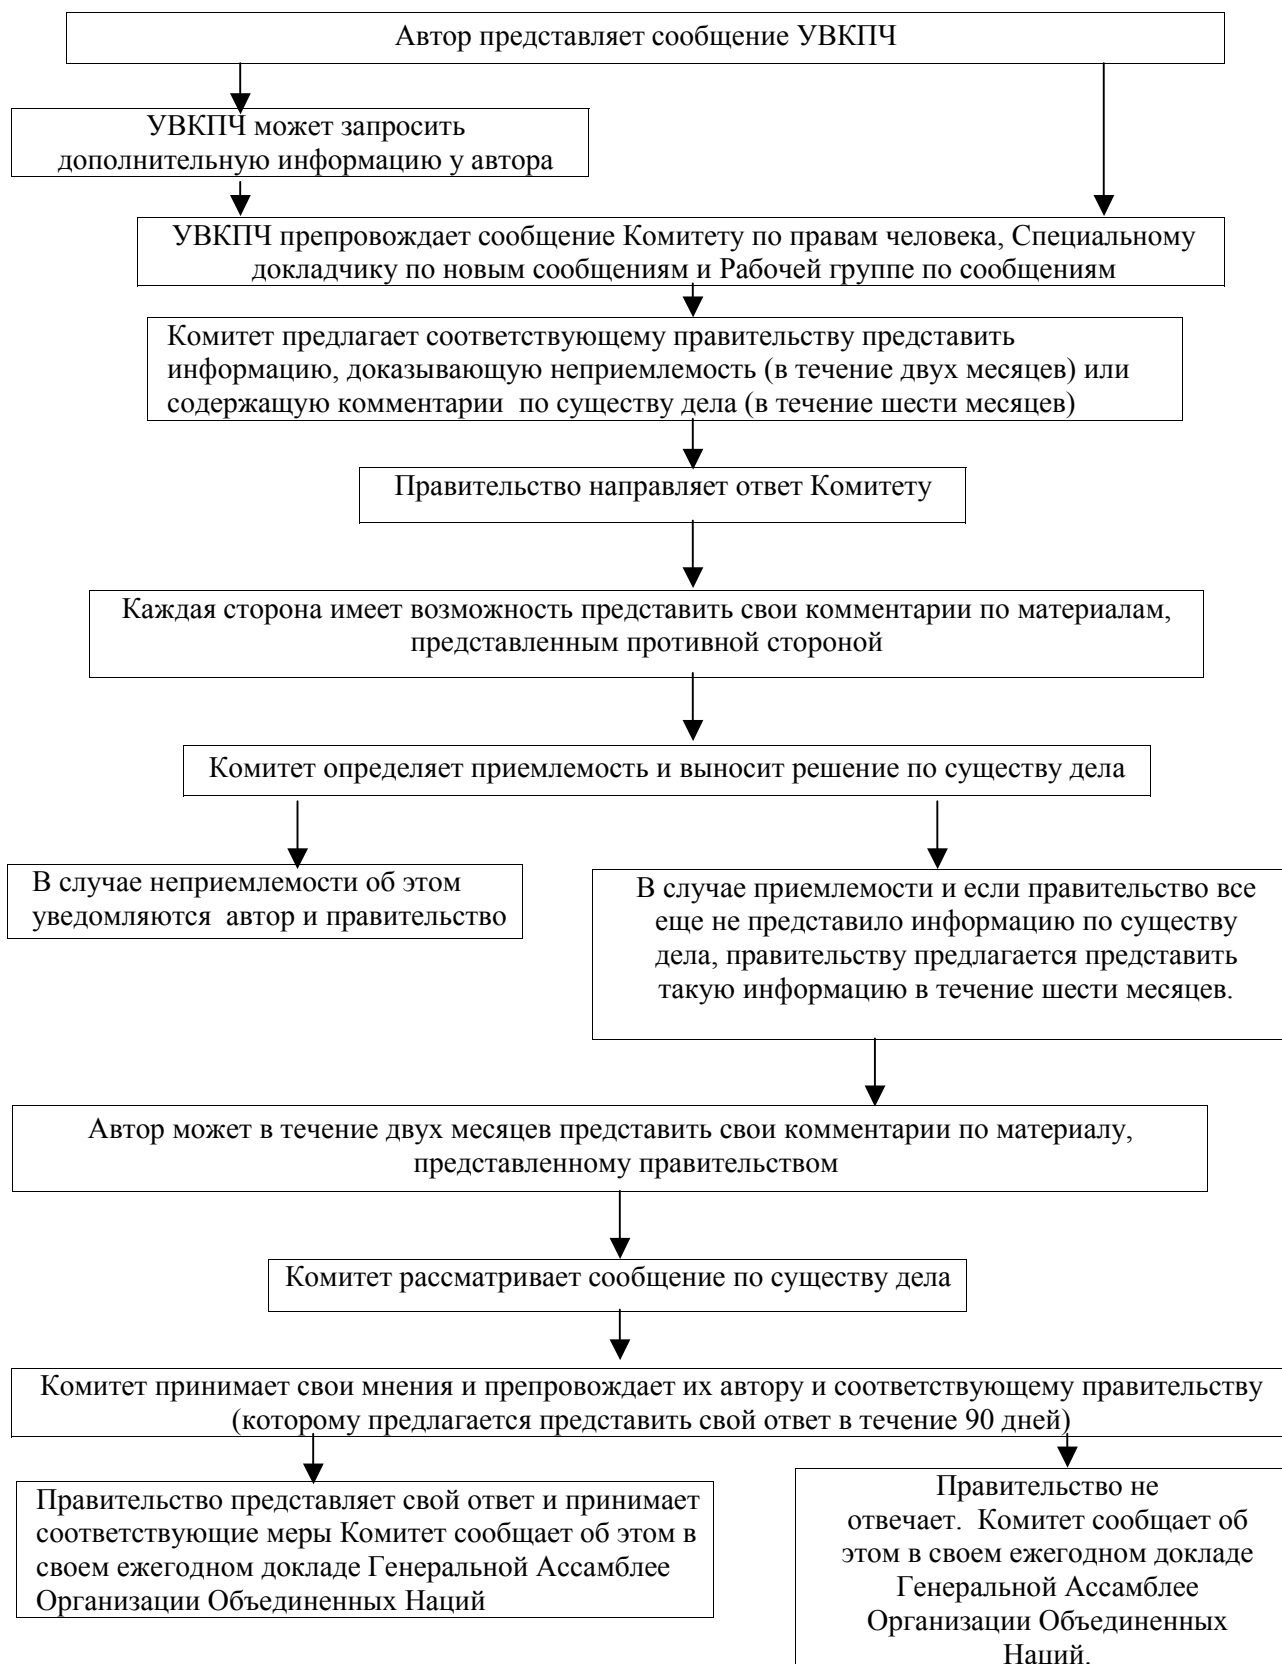 Автор представляет сообщение УВКПЧ
УВКПЧ может запросить
дополнительную информацию у автора
УВКПЧ препровождает сообщение Комитету по правам человека, Специальному
докладчику по новым сообщениям и Рабочей группе по сообщениям
Комитет предлагает соответствующему правительству представить
информацию, доказывающую неприемлемость (в течение двух месяцев) или
содержащую комментарии по существу дела (в течение шести месяцев)
Правительство направляет ответ Комитету
Каждая сторона имеет возможность представить свои комментарии по материалам,
представленным противной стороной
Комитет определяет приемлемость и выносит решение по существу дела
В случае неприемлемости об этом
уведомляются автор и правительство
В случае приемлемости и если правительство все
еще не представило информацию по существу
дела, правительству предлагается представить
такую информацию в течение шести месяцев.
Автор может в течение двух месяцев представить свои комментарии по материалу,
представленному правительством
Комитет рассматривает сообщение по существу дела
Комитет принимает свои мнения и препровождает их автору и соответствующему правительству
(которому предлагается представить свой ответ в течение 90 дней)
Правительство представляет свой ответ и принимает
соответствующие меры Комитет сообщает об этом в
своем ежегодном докладе Генеральной Ассамблее
Организации Объединенных Наций
Правительство не
отвечает. Комитет сообщает об
этом в своем ежегодном докладе
Генеральной Ассамблее
Организации Объединенных
Наций.